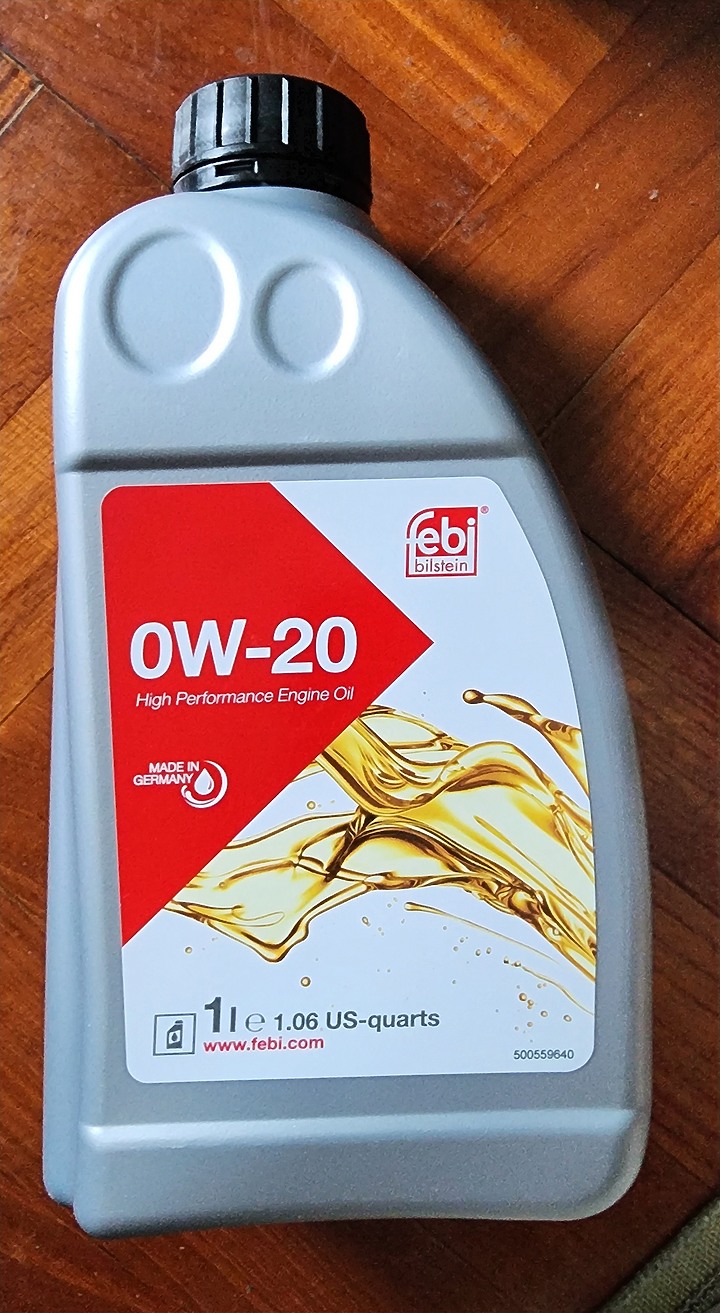 febi®
bilstein
0W-20
High Performance Engine Oil
MADE IN
GERMANY
1l e 1.06 US-quarts
www.febi.com
500559640